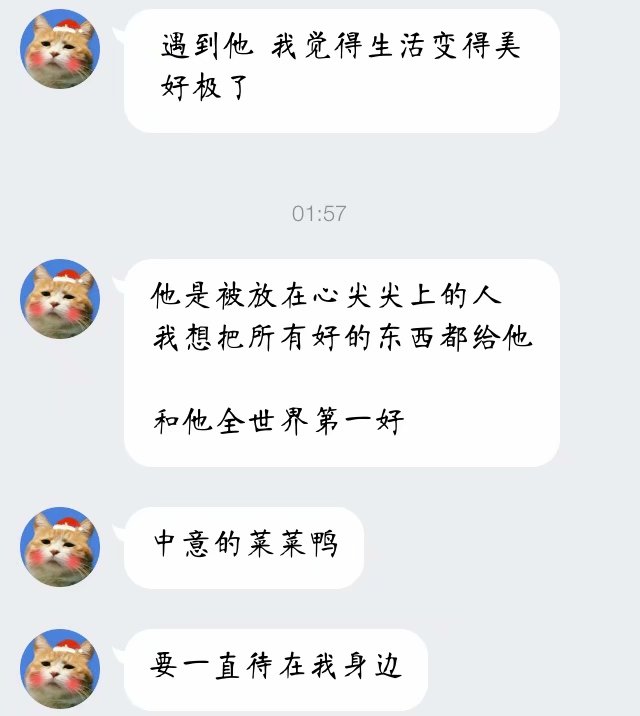 遇到他 我觉得生活变得美
好极了
01:57
他是被放在心尖尖上的人
我想把所有好的东西都给他
和他全世界第一好
中意的菜菜鸭
要一直待在我身边